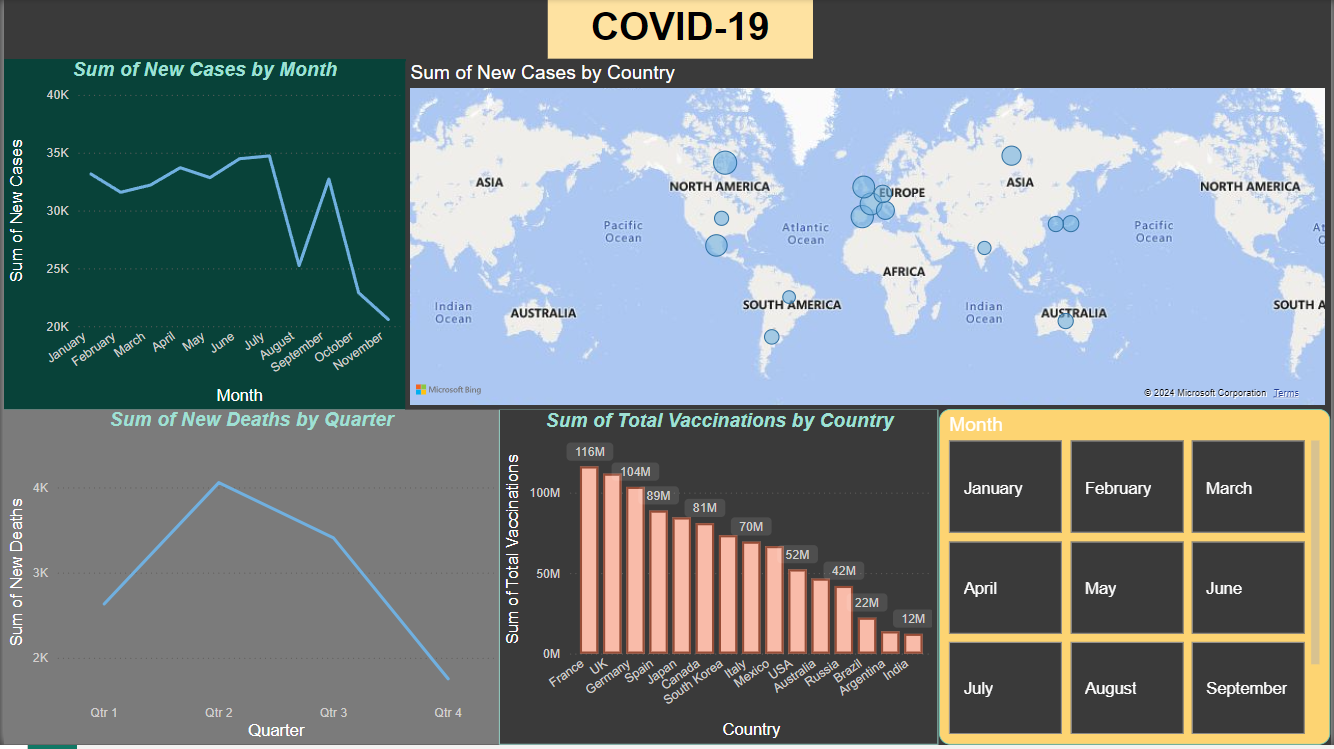 COVID-19
Sum of New Cases by Month
40K
35K
30K
25K
20K
Sum of New Cases
January
February
March
April
May
June
July
August
September
October
November
Month
Sum of New Cases by Country
ASIA
NORTH AMERICA
EUROPE
ASIA
NORTH AMERICA
Pacific
Ocean
Atlantic
Ocean
Pacific
Ocean
At
AFRICA
Indian
Ocean
AUSTRALIA
SOUTH AMERICA
Indian
Ocean
AUSTRALIA
SOUTH A
Microsoft Bing
© 2024 Microsoft Corporation Terms
Sum of New Deaths by Quarter
4K
3K
2K
Sum of New Deaths
Qtr 1
Qtr 2
Qtr 3
Qtr 4
Quarter
Sum of Total Vaccinations by Country
Sum of Total Vaccinations
100M
50M
0M
116M
104M
89M
81M
70M
52M
42M
22M
12M
France
UK
Germany
Spain
Japan
Canada
South Korea
Italy
Mexico
USA
Australia
Russia
Brazil
Argentina
India
Country
Month
January
February
March
April
May
June
July
August
September